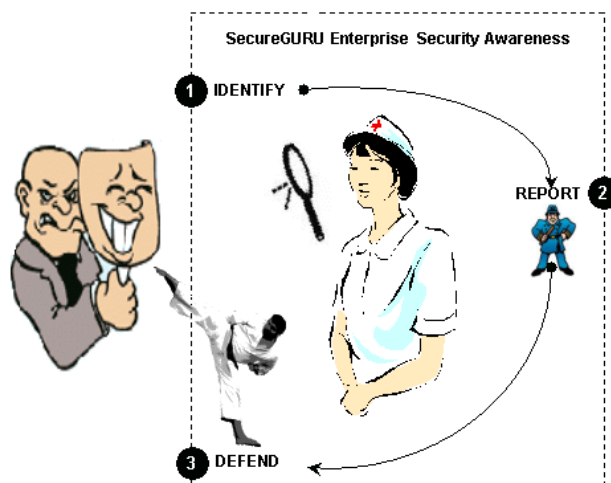 SecureGURU Enterprise Security Awareness
1 IDENTIFY
REPORT 2
3 DEFEND